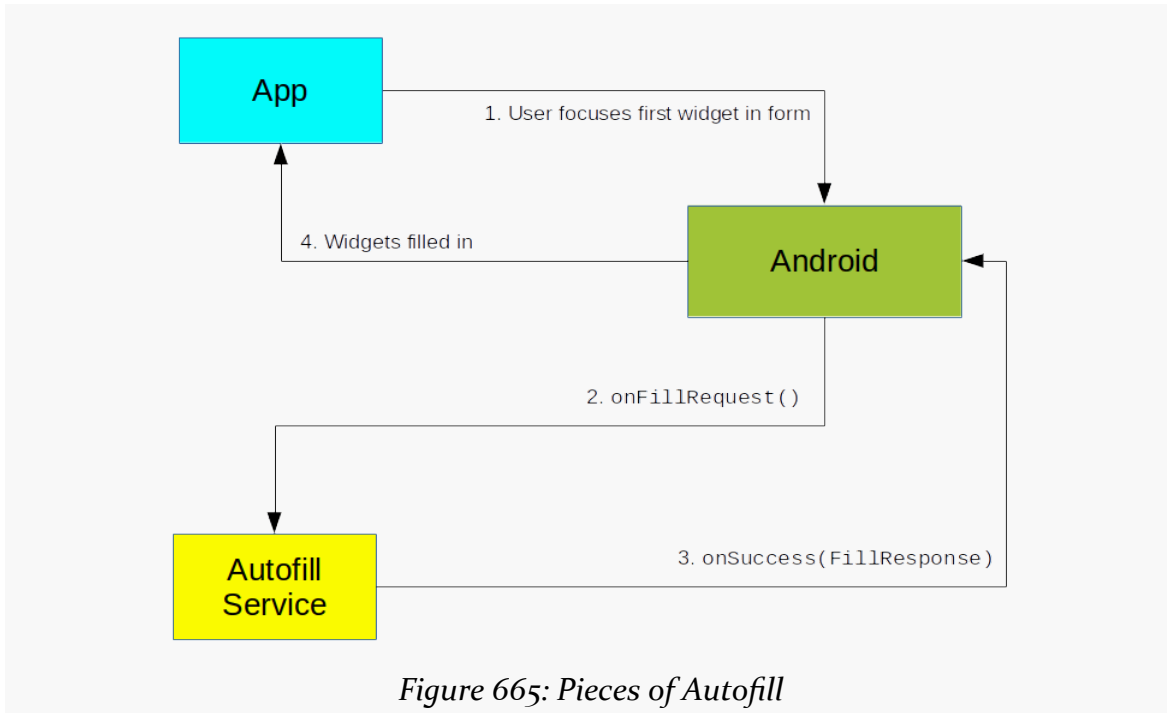 App
1. User focuses first widget in form
4. Widgets filled in
Android
2. onFillRequest()
3. onSuccess(FillResponse)
Autofill
Service
Figure 665: Pieces of Autofill